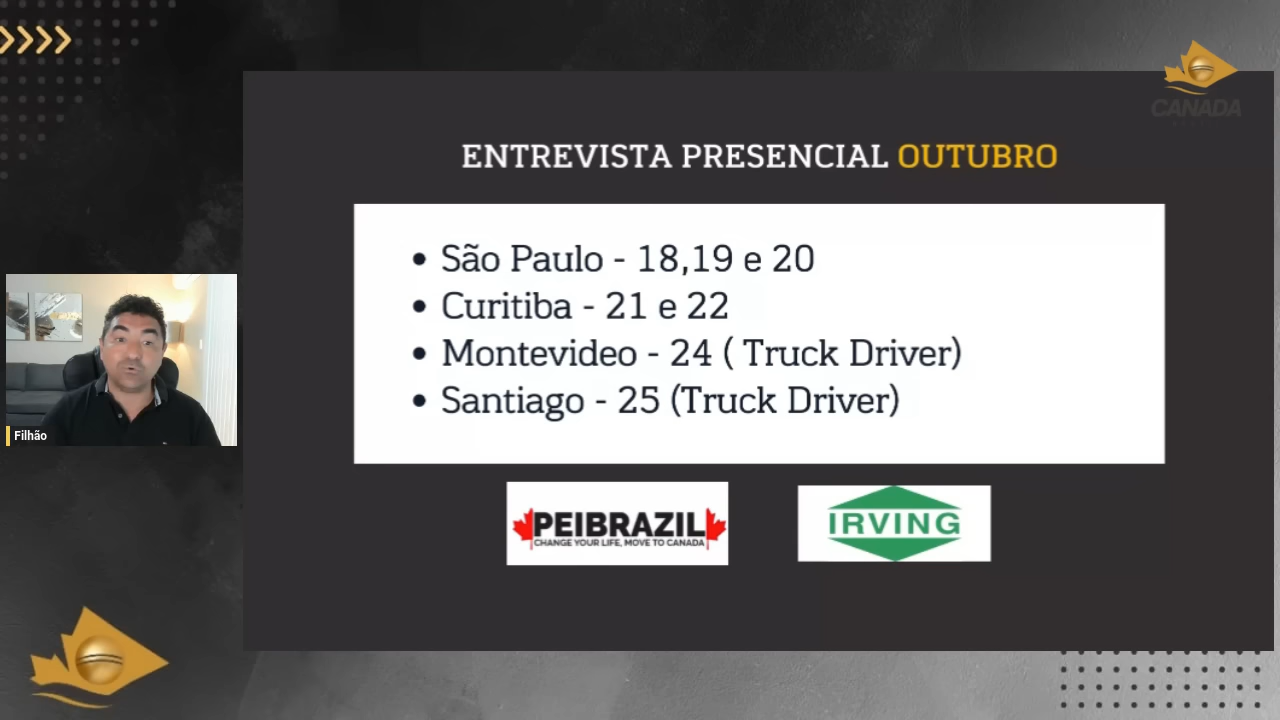 CANADA
ENTREVISTA PRESENCIAL OUTUBRO
• São Paulo - 18,19 e 20
• Curitiba - 21 e 22
• Montevideo - 24 ( Truck Driver)
• Santiago - 25 (Truck Driver)
Filhão
PEIBRAZIL
CHANGE YOUR LIFE, MOVE TO CANADA
IRVING